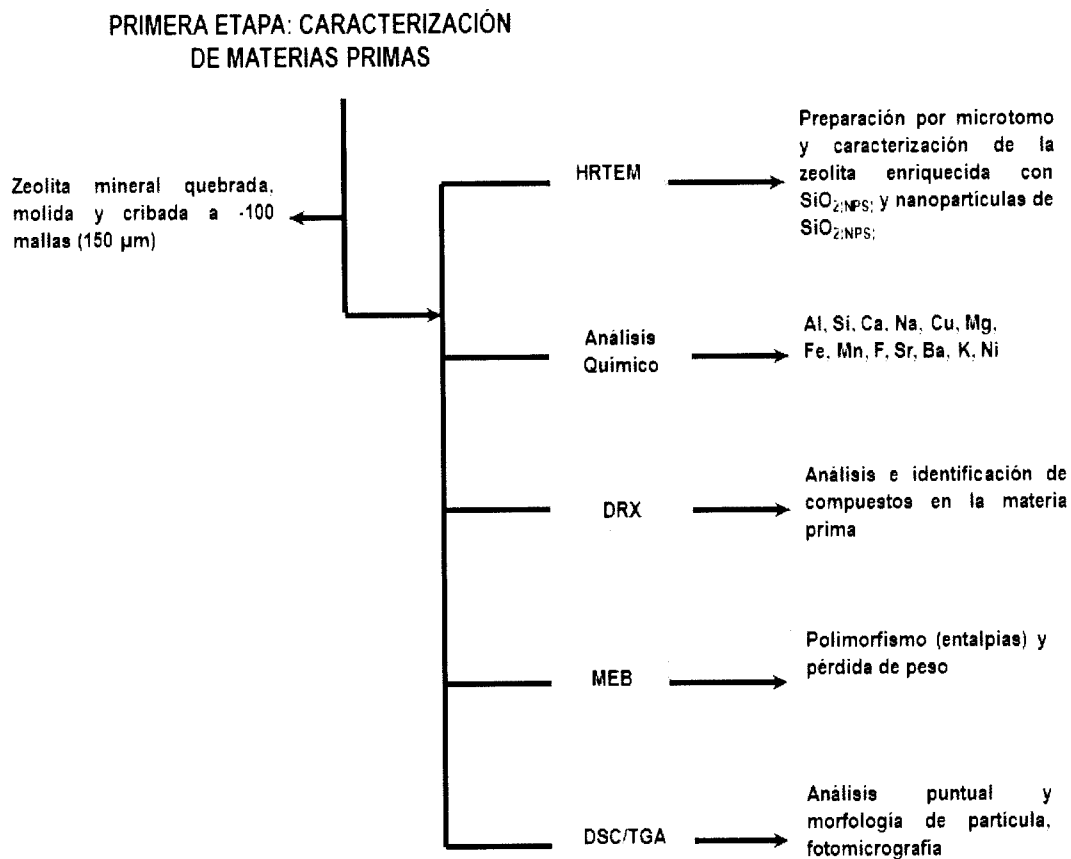 PRIMERA ETAPA: CARACTERIZACIÓN
DE MATERIAS PRIMAS
Zeolita mineral quebrada,
molida y cribada a -100
mallas (150 µm)
HRTEM
Preparación por microtomo
y caracterización de la
zeolita enriquecida con
SiO2;NPS; y nanopartículas de
SiO2;NPS;
Análisis
Químico
Al, Si, Ca, Na, Cu, Mg,
Fe, Mn, F, Sr, Ba, K, Ni
DRX
Análisis e identificación de
compuestos en la materia
prima
MEB
Polimorfismo (entalpias) y
pérdida de peso
DSC/TGA
Análisis puntual y
morfología de partícula,
fotomicrografia